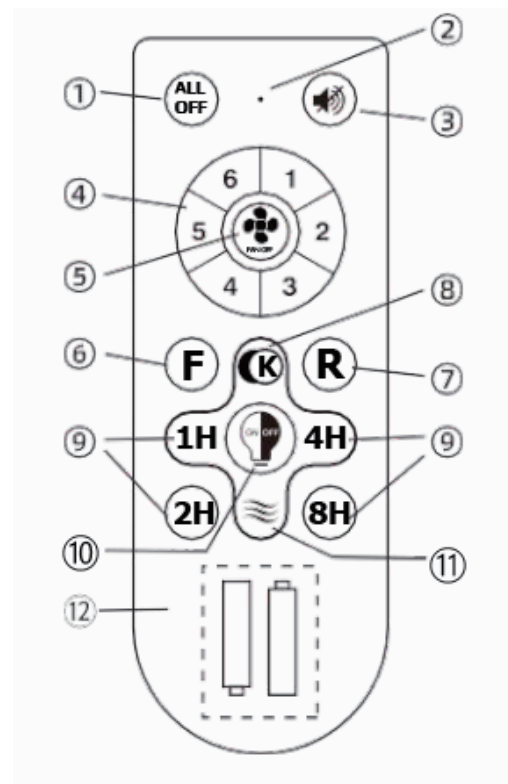 ②
① ALL
OFF
③
④ 6 1
5 2
⑤ FAN OFF
4 3
⑧
⑥ F K R ⑦
⑨ 1H ON OFF 4H ⑨
2H 8H
⑩ ⑪
⑫